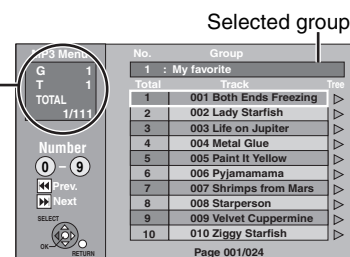 Selected group
MP3 Menu
G 1
T 1
TOTAL
1/111
Number
0 – 9
Prev.
Next
SELECT
OK
RETURN
No. Group
1 : My favorite
Total Track Tree
1 001 Both Ends Freezing
2 002 Lady Starfish
3 003 Life on Jupiter
4 004 Metal Glue
5 005 Paint It Yellow
6 006 Pyjamamama
7 007 Shrimps from Mars
8 008 Starperson
9 009 Velvet Cuppermine
10 010 Ziggy Starfish
Page 001/024